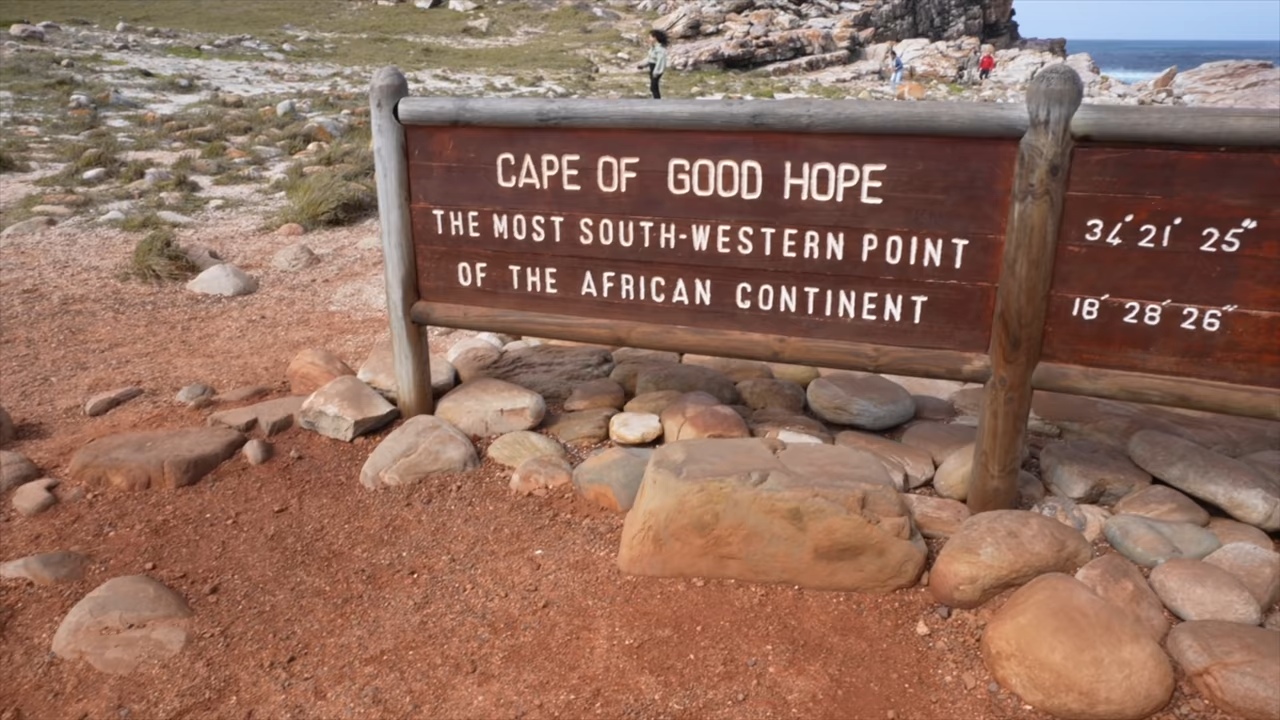 CAPE OF GOOD HOPE
THE MOST SOUTH-WESTERN POINT
OF THE AFRICAN CONTINENT
34' 21' 25"
18' 28' 26"